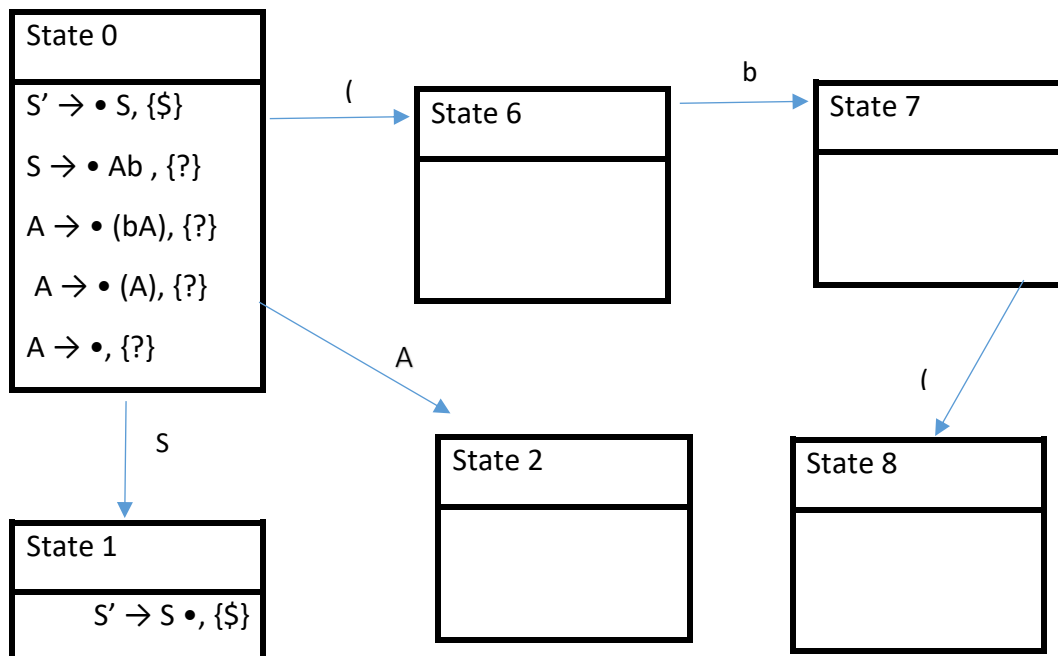 State 0
S’ → • S, {$}
S → • Ab , {?}
A → • (bA), {?}
A → • (A), {?}
A → •, {?}
(
State 6
b
State 7
A
(
S
State 2
State 8
State 1
S’ → S •, {$}